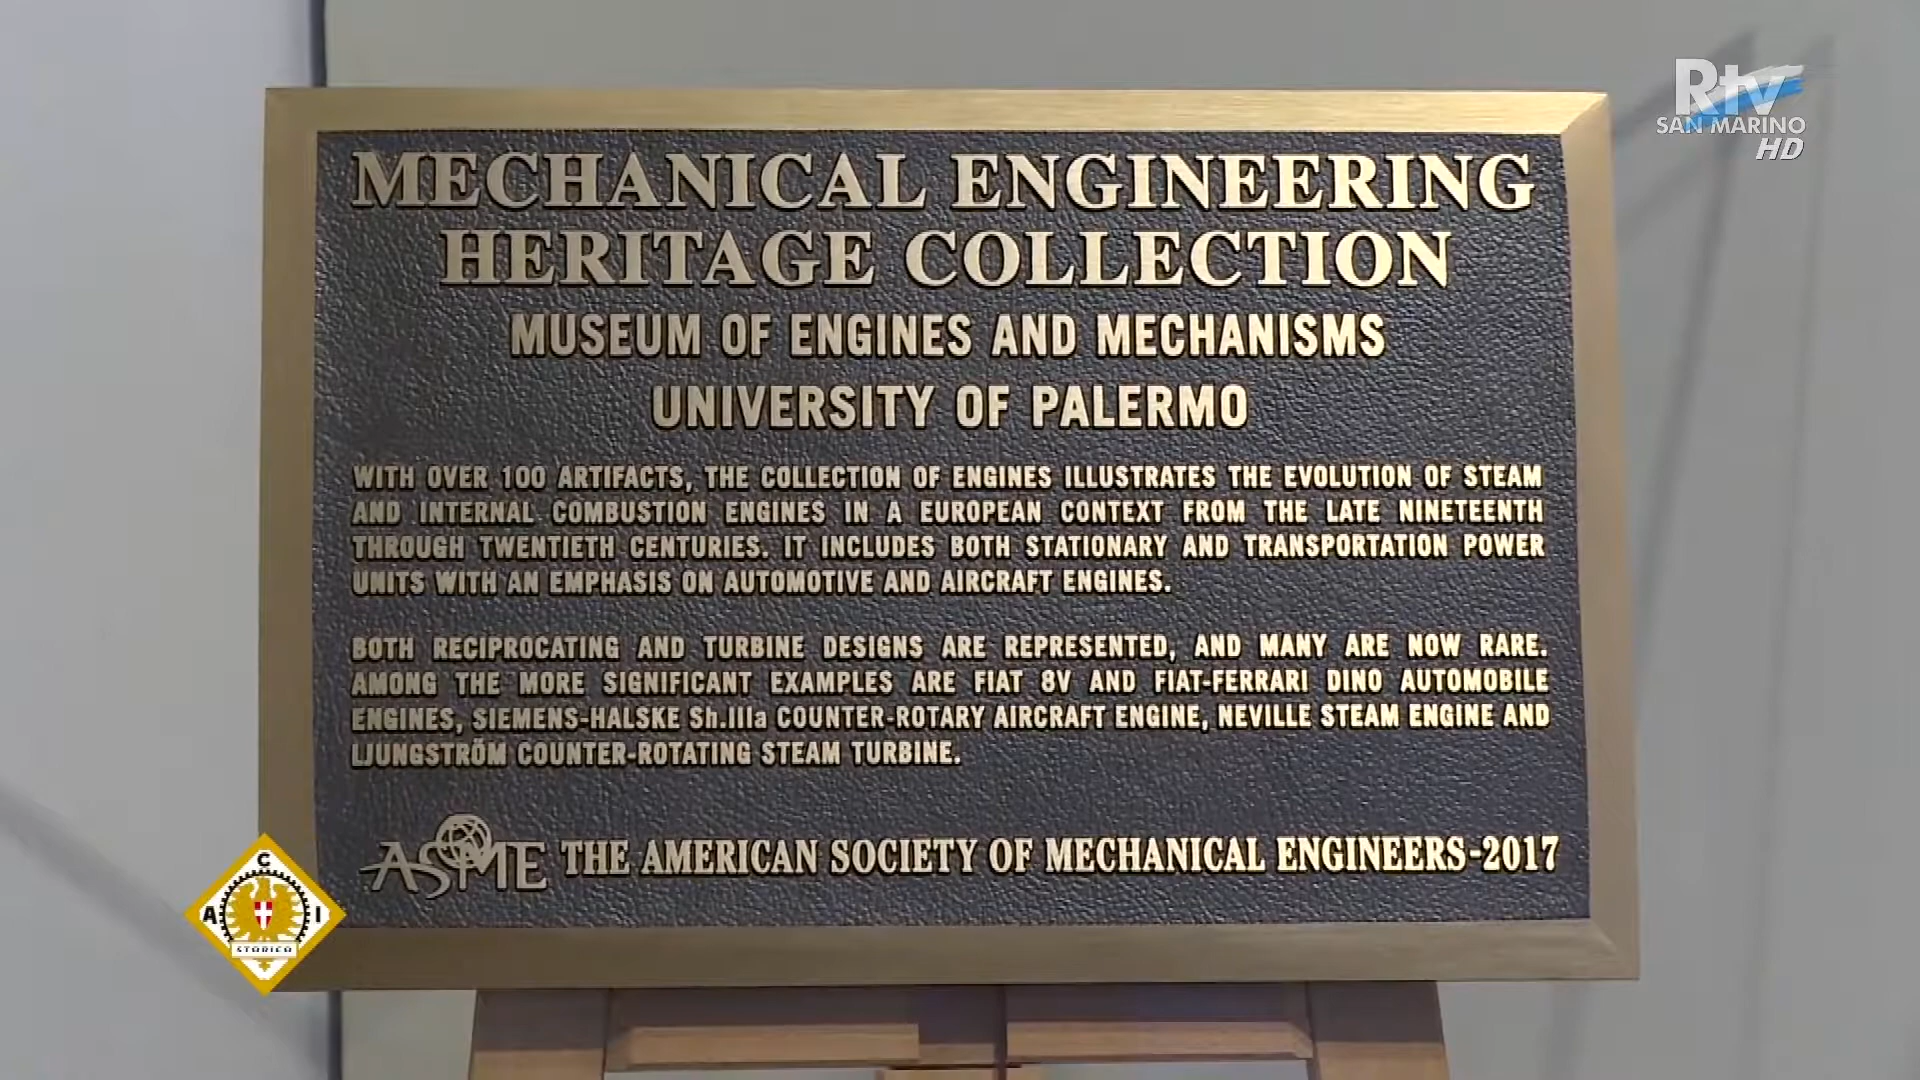 Rtv
SAN MARINO
HD
MECHANICAL ENGINEERING
HERITAGE COLLECTION
MUSEUM OF ENGINES AND MECHANISMS
UNIVERSITY OF PALERMO
WITH OVER 100 ARTIFACTS, THE COLLECTION OF ENGINES ILLUSTRATES THE EVOLUTION OF STEAM
AND INTERNAL COMBUSTION ENGINES IN A EUROPEAN CONTEXT FROM THE LATE NINETEENTH
THROUGH TWENTIETH CENTURIES. IT INCLUDES BOTH STATIONARY AND TRANSPORTATION POWER
UNITS WITH AN EMPHASIS ON AUTOMOTIVE AND AIRCRAFT ENGINES.
BOTH RECIPROCATING AND TURBINE DESIGNS ARE REPRESENTED, AND MANY ARE NOW RARE.
AMONG THE MORE SIGNIFICANT EXAMPLES ARE FIAT 8V AND FIAT-FERRARI DINO AUTOMOBILE
ENGINES, SIEMENS-HALSKE Sh.IIIa COUNTER-ROTARY AIRCRAFT ENGINE, NEVILLE STEAM ENGINE AND
LJUNGSTRÖM COUNTER-ROTATING STEAM TURBINE.
ASME THE AMERICAN SOCIETY OF MECHANICAL ENGINEERS-2017
C
A I
STORICO